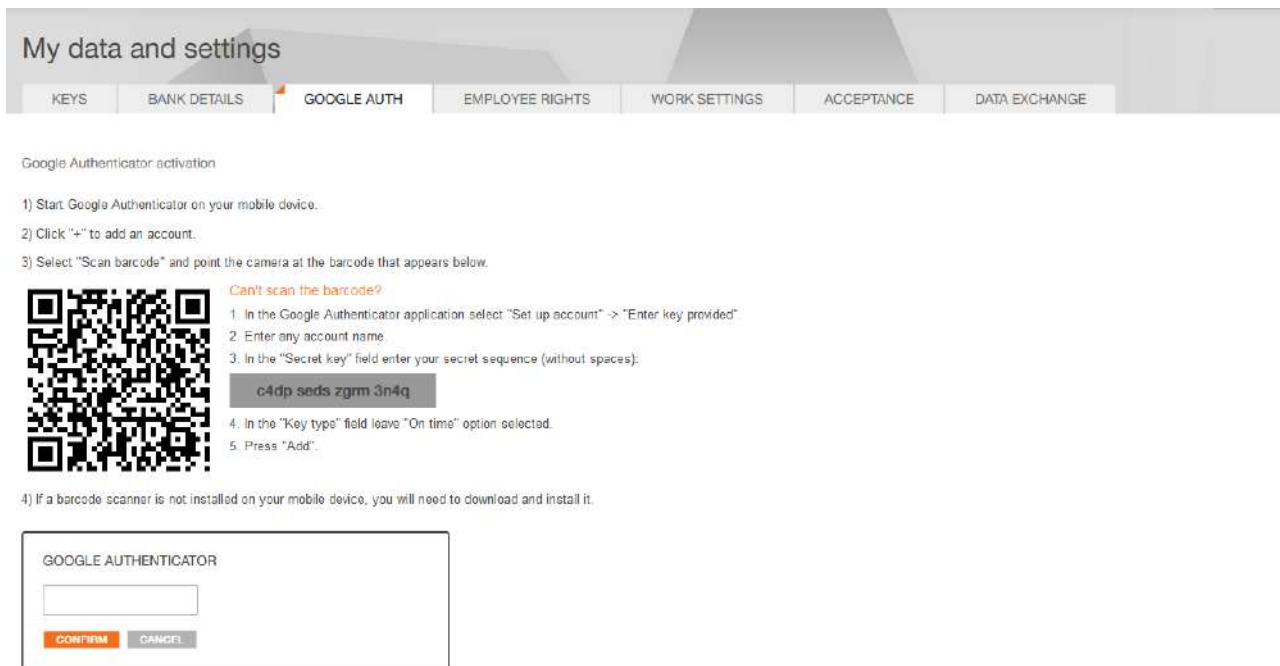 My data and settings
KEYS BANK DETAILS GOOGLE AUTH EMPLOYEE RIGHTS WORK SETTINGS ACCEPTANCE DATA EXCHANGE
Google Authenticator activation
1) Start Google Authenticator on your mobile device.
2) Click "+" to add an account.
3) Select "Scan barcode" and point the camera at the barcode that appears below.
Can't scan the barcode?
1. In the Google Authenticator application select "Set up account" -> "Enter key provided"
2. Enter any account name
3. In the "Secret key" field enter your secret sequence (without spaces):
c4dp seds zgrm 3n4q
4. In the "Key type" field leave "On time" option selected.
5. Press "Add".
4) If a barcode scanner is not installed on your mobile device, you will need to download and install it.
GOOGLE AUTHENTICATOR
CONFIRM CANCEL